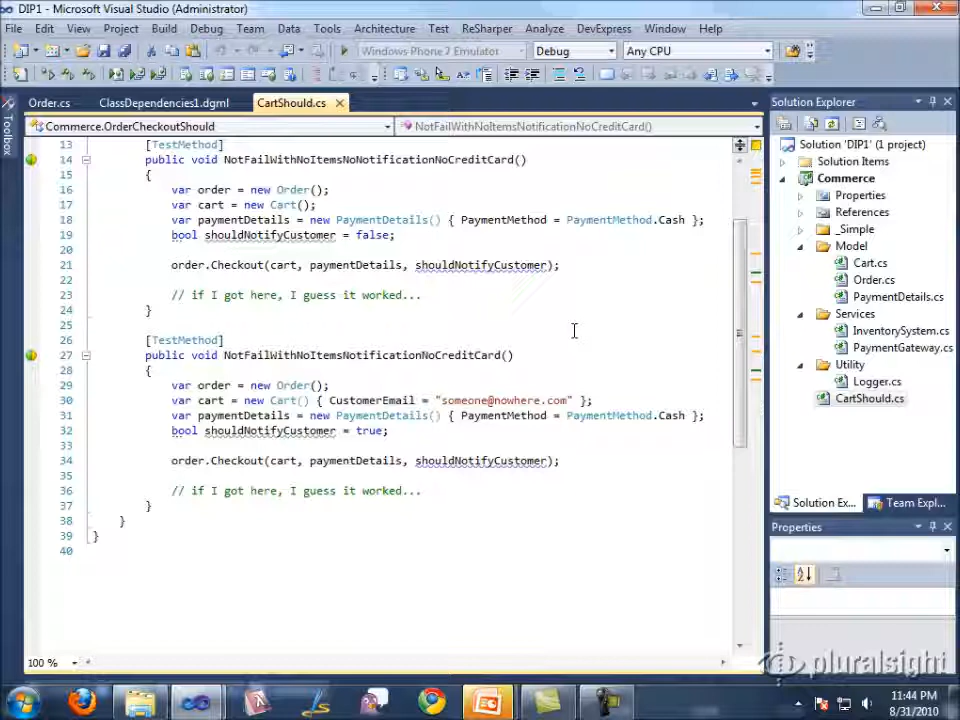 DIP1 - Microsoft Visual Studio (Administrator)
File Edit View Project Build Debug Team Data Tools Architecture Test ReSharper Analyze DevExpress Window Help
Windows Phone 7 Emulator Debug Any CPU
Toolbox
Order.cs ClassDependencies1.dgml CartShould.cs
Commerce.OrderCheckoutShould NotFailWithNoItemsNotificationNoCreditCard()
13 [TestMethod]
14 public void NotFailWithNoItemsNoNotificationNoCreditCard()
15 {
16 var order = new Order();
17 var cart = new Cart();
18 var paymentDetails = new PaymentDetails() { PaymentMethod = PaymentMethod.Cash };
19 bool shouldNotifyCustomer = false;
20
21 order.Checkout(cart, paymentDetails, shouldNotifyCustomer);
22
23 // if I got here, I guess it worked...
24 }
25
26 [TestMethod]
27 public void NotFailWithNoItemsNotificationNoCreditCard()
28 {
29 var order = new Order();
30 var cart = new Cart() { CustomerEmail = "someone@nowhere.com" };
31 var paymentDetails = new PaymentDetails() { PaymentMethod = PaymentMethod.Cash };
32 bool shouldNotifyCustomer = true;
33
34 order.Checkout(cart, paymentDetails, shouldNotifyCustomer);
35
36 // if I got here, I guess it worked...
37 }
38 }
39 }
40
100 %
Solution Explorer
Solution 'DIP1' (1 project)
Solution Items
Commerce
Properties
References
_Simple
Model
Cart.cs
Order.cs
PaymentDetails.cs
Services
InventorySystem.cs
PaymentGateway.cs
Utility
Logger.cs
CartShould.cs
Solution Ex... Team Expl...
Properties
pluralsight
11:44 PM
8/31/2010